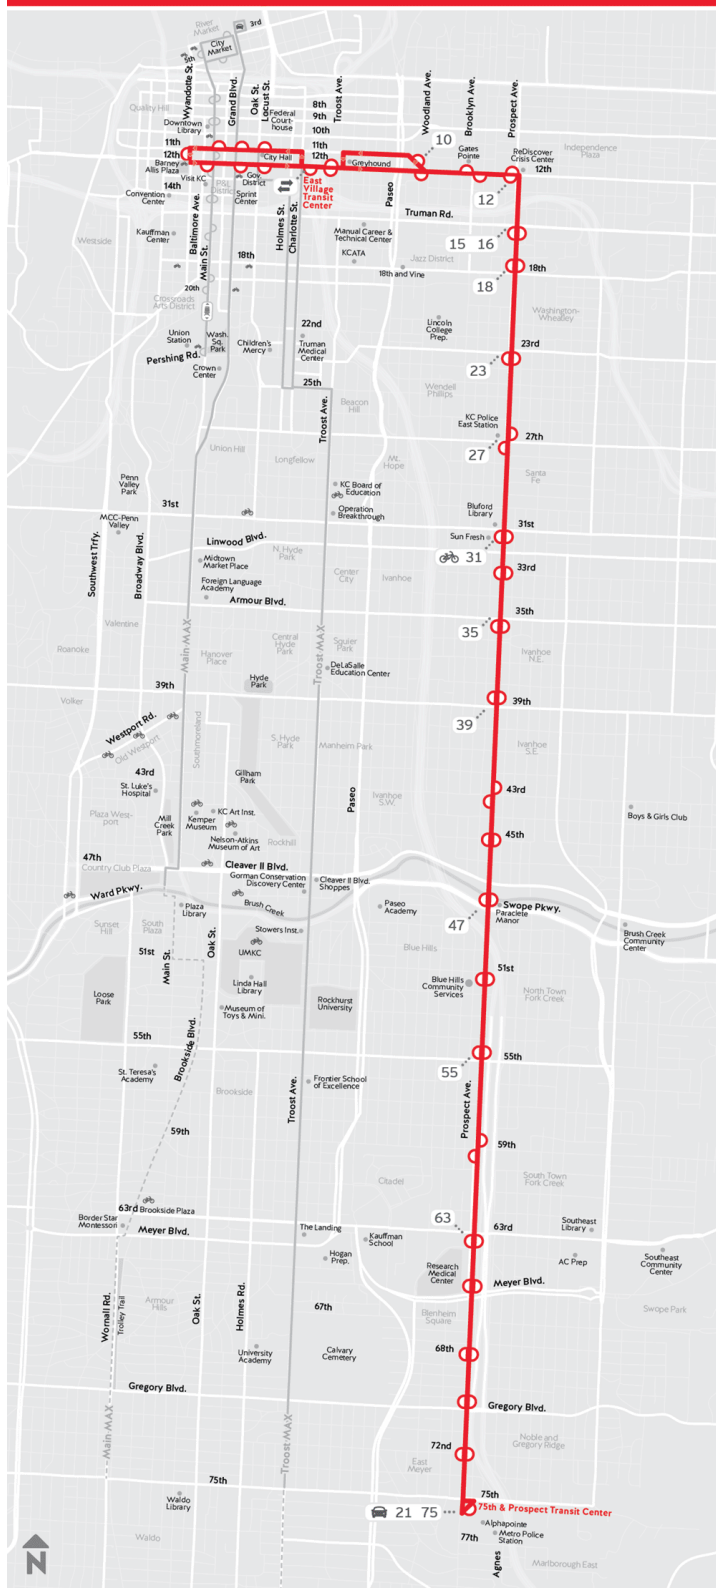 River
Market
3rd
City
Market
5th
Wyandotte St.
Grand Blvd.
Oak St.
Locust St.
Troost Ave.
Woodland Ave.
Brooklyn Ave.
Prospect Ave.
Quality Hill
8th
9th
10th
Federal
Court-
house
Downtown
Library
10
11th
12th
11th
12th
City Hall
Greyhound
Gates
Pointe
ReDiscover
Crisis Center
12th
Independence
Plaza
Barney
Allis Plaza
Visit KC
14th
P&L
District
Gov.
District
East
Village
Transit
Center
Convention
Center
Sprint
Center
Paseo
12
Baltimore Ave.
Holmes St.
Charlotte St.
Truman Rd.
Kauffman
Center
Westside
Manual Career &
Technical Center
15 16
Main St.
18th
KCATA
Jazz District
18th and Vine
18th
18
20th
Crossroads
Arts District
Washington-
Wheatley
22nd
Lincoln
College
Prep.
Union
Station
Wash.
Sq.
Park
Children's
Mercy
Truman
Medical
Center
23rd
Pershing Rd.
Crown
Center
23
25th
Wendell
Phillips
Beacon
Hill
Troost Ave.
KC Police
East Station
27th
Union Hill
Longfellow
Mt.
Hope
27
Penn
Valley
Park
KC Board of
Education
Santa
Fe
31st
Operation
Breakthrough
Bluford
Library
MCC-Penn
Valley
31st
Southwest Trfy.
Broadway Blvd.
Linwood Blvd.
Sun Fresh
N. Hyde
Park
31
Midtown
Market Place
33rd
Foreign Language
Academy
Center
City
Ivanhoe
Armour Blvd.
35th
Valentine
35
Main MAX
Troost MAX
Central
Hyde
Park
Squier
Park
Roanoke
Hanover
Place
Ivanhoe
N.E.
DeLaSalle
Education Center
39th
Hyde
Park
Volker
39th
39
Westport Rd.
Old Westport
Southmoreland
S. Hyde
Park
Manheim Park
Ivanhoe
S.E.
43rd
Gillham
Park
St. Luke's
Hospital
Paseo
Ivanhoe
S.W.
43rd
Plaza West-
port
Mill
Creek
Park
Kemper
Museum
KC Art Inst.
Boys & Girls Club
Nelson-Atkins
Museum of Art
Rockhill
45th
47th
Country Club Plaza
Cleaver II Blvd.
Gorman Conservation
Discovery Center
Cleaver II Blvd.
Shoppes
Ward Pkwy.
Plaza
Library
Brush Creek
Paseo
Academy
Swope Pkwy.
Paraclete
Manor
47
Sunset
Hill
South
Plaza
Stowers Inst.
Brush Creek
Community
Center
Oak St.
51st
Main St.
UMKC
Blue Hills
51st
Loose
Park
Linda Hall
Library
Blue Hills
Community
Services
North Town
Fork Creek
Museum of
Toys & Mini.
Rockhurst
University
55th
Brookside Blvd.
55th
St. Teresa's
Academy
55
Troost Ave.
Frontier School
of Excellence
Brookside
Prospect Ave.
59th
59th
Citadel
South Town
Fork Creek
63rd Brookside Plaza
63
Border Star
Montessori
Meyer Blvd.
The Landing
Kauffman
School
63rd
Southeast
Library
Hogan
Prep.
AC Prep
Southeast
Community
Center
Research
Medical
Center
Meyer Blvd.
Wornall Rd.
Trolley Trail
Armour
Hills
Oak St.
Holmes Rd.
67th
Blenheim
Square
Swope Park
University
Academy
Calvary
Cemetery
68th
Gregory Blvd.
Gregory Blvd.
Main MAX
Troost MAX
72nd
Noble and
Gregory Ridge
East
Meyer
75th
75th
Waldo
Library
21 75
75th & Prospect Transit Center
Alphapointe
Waldo
77th
Metro Police
Station
Agnes
Marlborough East
N